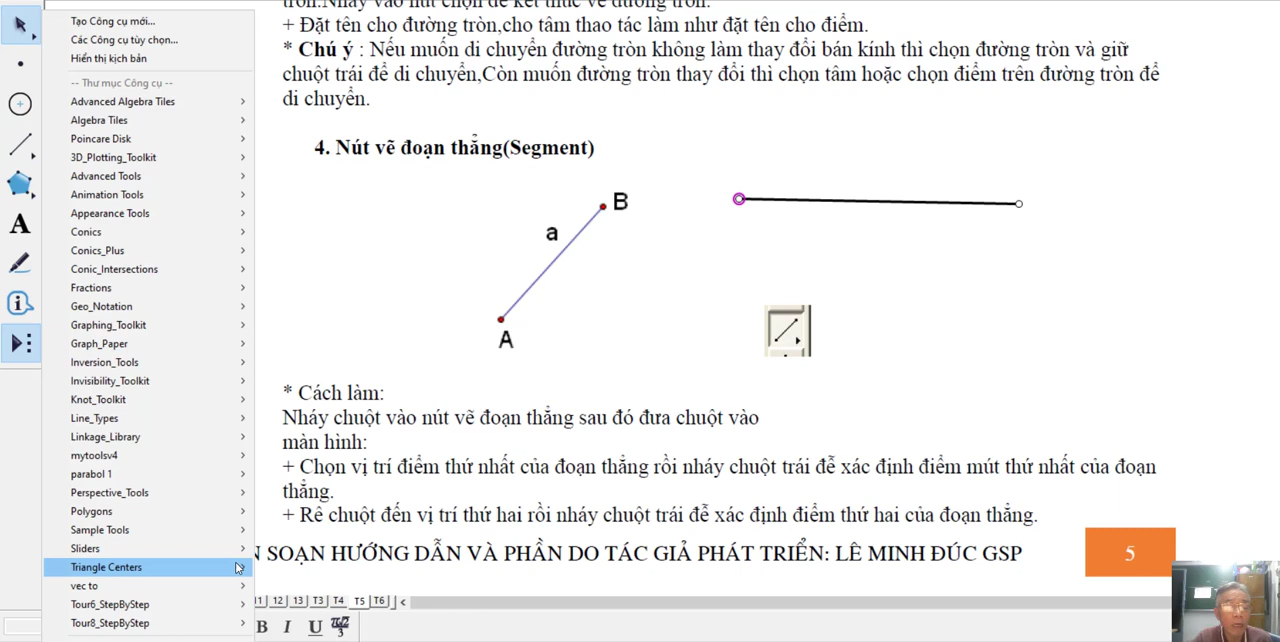 Tạo Công cụ mới...
Các Công cụ tùy chọn...
Hiển thị kịch bản
-- Thư mục Công cụ --
Advanced Algebra Tiles
Algebra Tiles
Poincare Disk
3D_Plotting_Toolkit
Advanced Tools
Animation Tools
Appearance Tools
Conics
Conics_Plus
Conic_Intersections
Fractions
Geo_Notation
Graphing_Toolkit
Graph_Paper
Inversion_Tools
Invisibility_Toolkit
Knot_Toolkit
Line_Types
Linkage_Library
mytoolsv4
parabol 1
Perspective_Tools
Polygons
Sample Tools
Sliders
Triangle Centers
vec to
Tour6_StepByStep
Tour8_StepByStep
A
+ Đặt tên cho đường tròn,cho tâm thao tác làm như đặt tên cho điểm.
* Chú ý : Nếu muốn di chuyển đường tròn không làm thay đổi bán kính thì chọn đường tròn và giữ
chuột trái để di chuyển,Còn muốn đường tròn thay đổi thì chọn tâm hoặc chọn điểm trên đường tròn để
di chuyển.
4. Nút vẽ đoạn thẳng(Segment)
B
a
A
* Cách làm:
Nháy chuột vào nút vẽ đoạn thẳng sau đó đưa chuột vào
màn hình:
+ Chọn vị trí điểm thứ nhất của đoạn thẳng rồi nháy chuột trái đễ xác định điểm mút thứ nhất của đoạn
thẳng.
+ Rê chuột đến vị trí thứ hai rồi nháy chuột trái đễ xác định điểm thứ hai của đoạn thẳng.
N SOẠN HƯỚNG DẪN VÀ PHẦN DO TÁC GIẢ PHÁT TRIỂN: LÊ MINH ĐÚC GSP
5
12 13 T3 T4 T5 T6
B I U